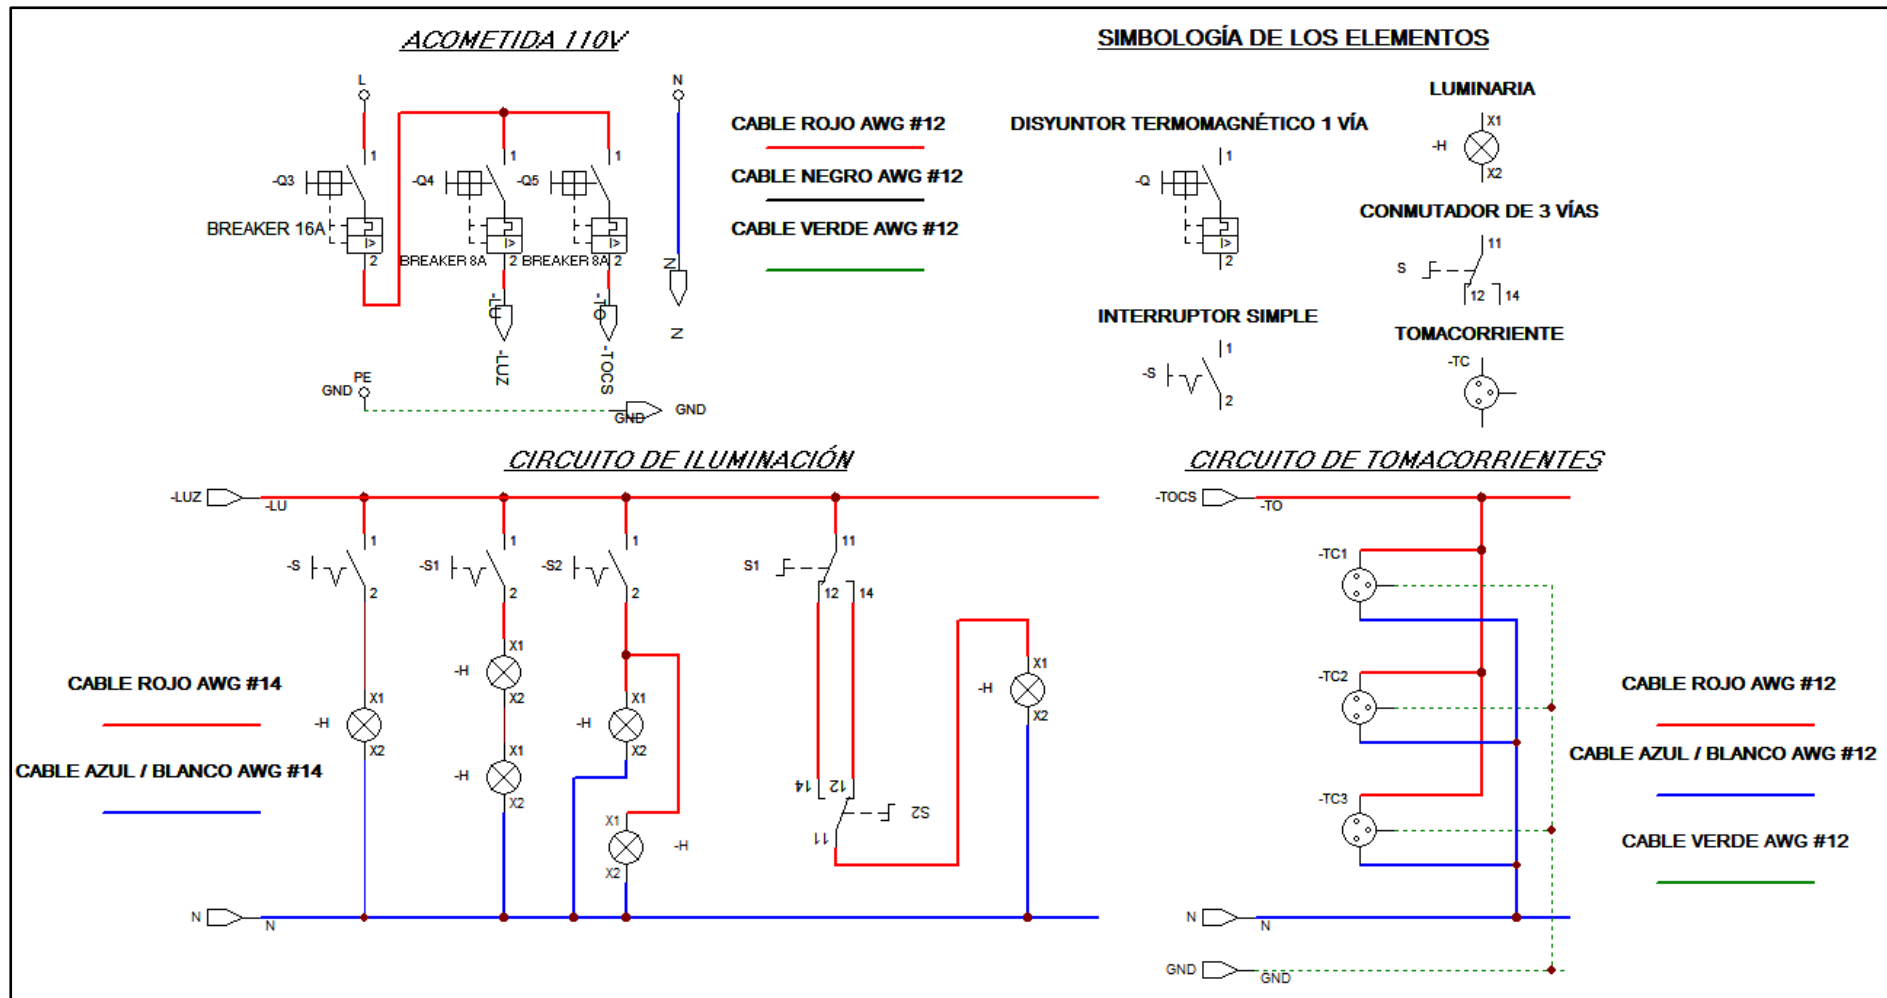 ACOMETIDA 110V
SIMBOLOGÍA DE LOS ELEMENTOS
L
N
1
-Q3
BREAKER 16A
I>
2
1
-Q4
BREAKER 8A
I>
2
1
-Q5
BREAKER 8A
I>
2
-LU
-LUZ
-TO
-TOCS
N
N
PE
GND
GND
GND
CABLE ROJO AWG #12
CABLE NEGRO AWG #12
CABLE VERDE AWG #12
DISYUNTOR TERMOMAGNÉTICO 1 VÍA
1
-Q
I>
2
INTERRUPTOR SIMPLE
1
-S
2
LUMINARIA
X1
-H
X2
CONMUTADOR DE 3 VÍAS
11
S
12
14
TOMACORRIENTE
-TC
CIRCUITO DE ILUMINACIÓN
-LUZ
-LU
1
-S
2
X1
-H
X2
1
-S1
2
X1
-H
X2
X1
-H
X2
1
-S2
2
X1
-H
X2
X1
-H
X2
11
S1
12
14
14
12
S2
11
X1
-H
X2
CABLE ROJO AWG #14
CABLE AZUL / BLANCO AWG #14
N
N
CIRCUITO DE TOMACORRIENTES
-TOCS
-TO
-TC1
-TC2
-TC3
CABLE ROJO AWG #12
CABLE AZUL / BLANCO AWG #12
CABLE VERDE AWG #12
N
N
GND
GND